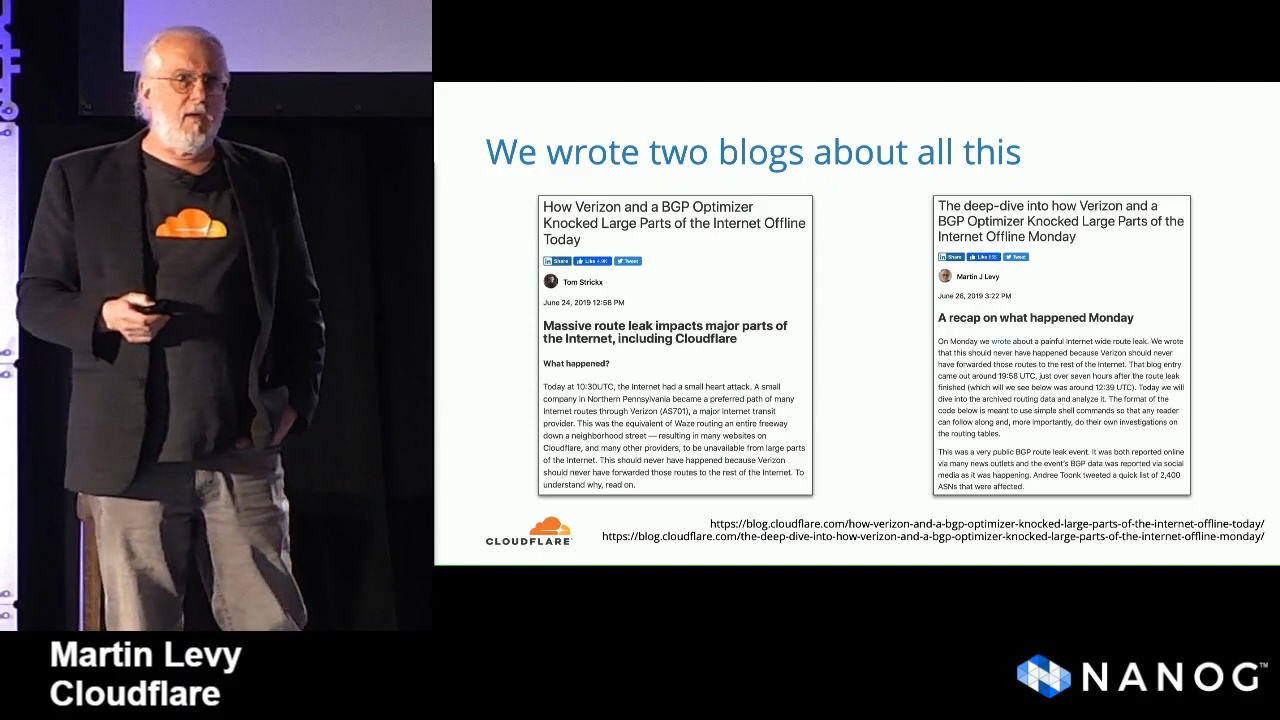 We wrote two blogs about all this
How Verizon and a BGP Optimizer
Knocked Large Parts of the Internet Offline
Today
Share Like 4.9K Tweet
Tom Strickx
June 24, 2019 12:58 PM
Massive route leak impacts major parts of
the Internet, including Cloudflare
What happened?
Today at 10:30UTC, the Internet had a small heart attack. A small
company in Northern Pennsylvania became a preferred path of many
Internet routes through Verizon (AS701), a major Internet transit
provider. This was the equivalent of Waze routing an entire freeway
down a neighborhood street — resulting in many websites on
Cloudflare, and many other providers, to be unavailable from large parts
of the Internet. This should never have happened because Verizon
should never have forwarded those routes to the rest of the Internet. To
understand why, read on.
The deep-dive into how Verizon and a
BGP Optimizer Knocked Large Parts of the
Internet Offline Monday
Share Like Tweet
Martin J Levy
June 26, 2019 3:22 PM
A recap on what happened Monday
On Monday we wrote about a painful Internet wide route leak. We wrote
that this should never have happened because Verizon should never
have forwarded those routes to the rest of the Internet. That blog entry
came out around 19:58 UTC, just over seven hours after the route leak
finished (which will we see below was around 12:39 UTC). Today we will
dive into the archived routing data and analyze it. The format of the
code below is meant to use simple shell commands so that any reader
can follow along and, more importantly, do their own investigations on
the routing tables.
This was a very public BGP route leak event. It was both reported online
via many news outlets and the event's BGP data was reported via social
media as it was happening. Andree Toonk tweeted a quick list of 2,400
ASNs that were affected.
CLOUDFLARE
https://blog.cloudflare.com/how-verizon-and-a-bgp-optimizer-knocked-large-parts-of-the-internet-offline-today/
https://blog.cloudflare.com/the-deep-dive-into-how-verizon-and-a-bgp-optimizer-knocked-large-parts-of-the-internet-offline-monday/
Martin Levy
Cloudflare
NANOG™